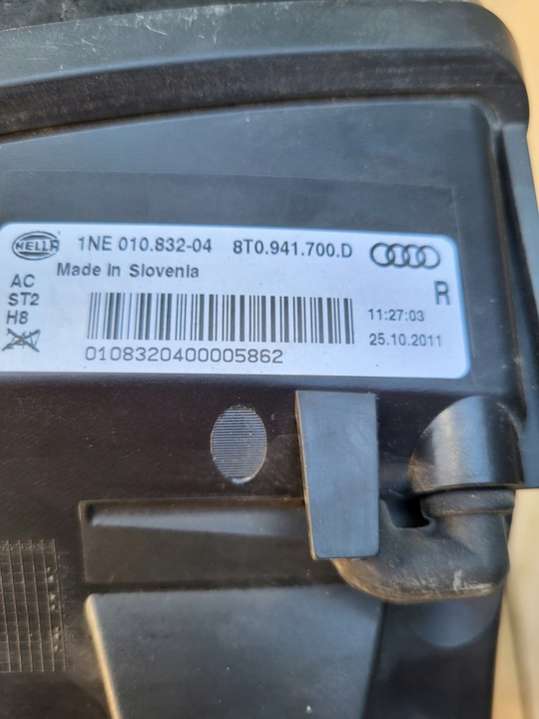 HELLA 1NE 010.832-04 8T0.941.700.D
AC Made in Slovenia
ST2 R
H8 11:27:03
25.10.2011
0108320400005862